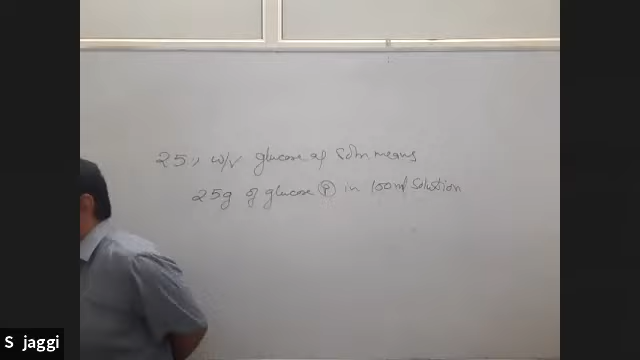 25% w/v glucose aq soln means
25g of glucose P in 100ml solution
S jaggi